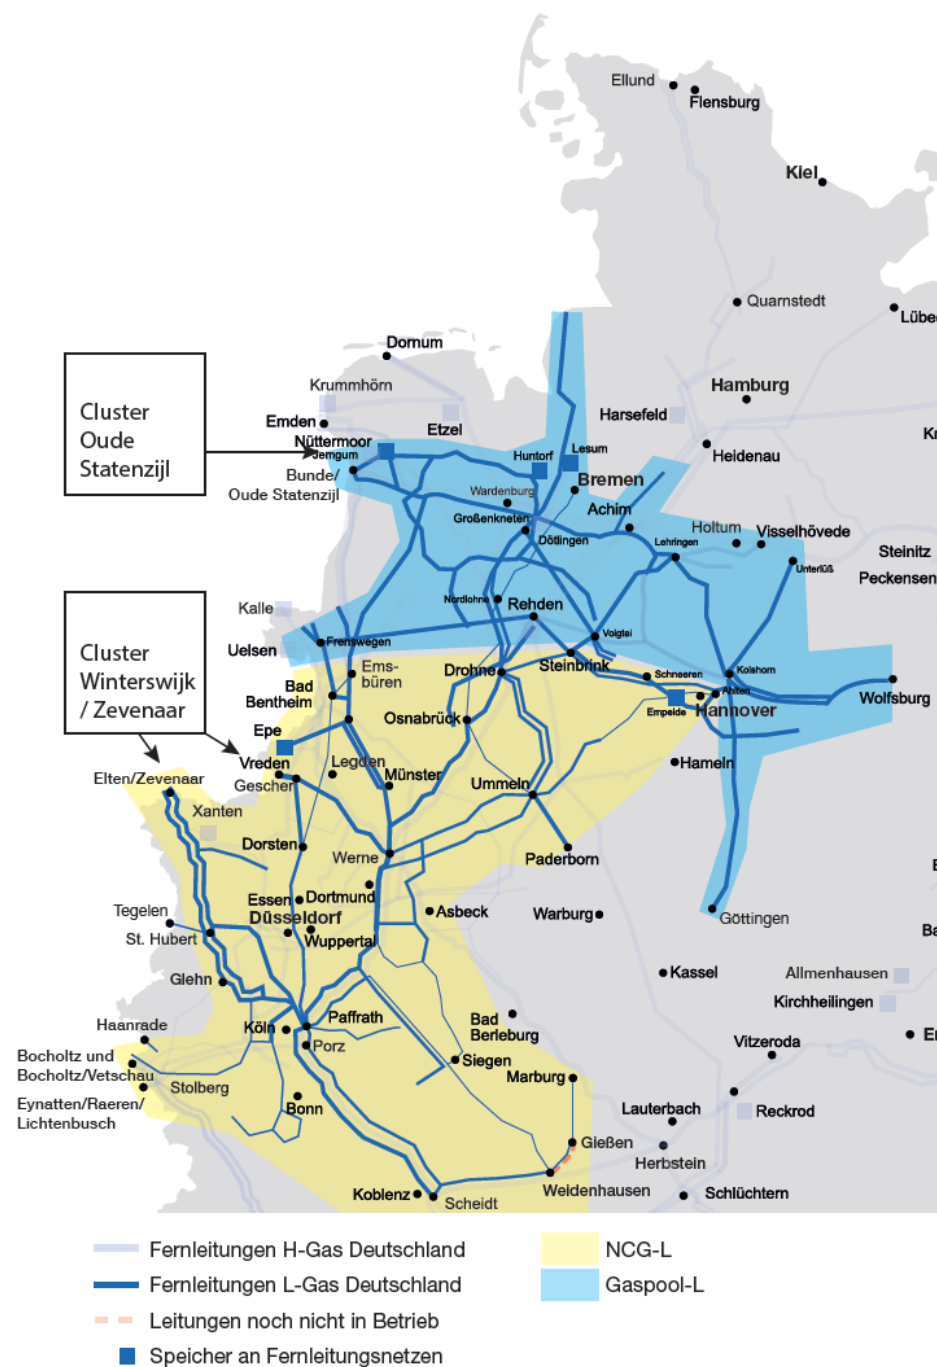 Ellund
Flensburg
Kiel
Quarnstedt
Dornum
Krummhörn
Hamburg
Cluster
Oude
Statenzijl
Emden
Etzel
Harsefeld
Nüttermoor
Jemgum
Huntorf
Lesum
Heidenau
Bunde/
Oude Statenzijl
Bremen
Wardenburg
Achim
Großenkneten
Dötlingen
Holtum
Visselhövede
Lehringen
Steinitz
Unterlüß
Peckensen
Kalle
Nordlohne
Rehden
Uelsen
Frenswegen
Voigtei
Cluster
Winterswijk
/ Zevenaar
Ems-
büren
Drohne
Steinbrink
Schneeren
Kolshorn
Bad
Bentheim
Ahlten
Wolfsburg
Osnabrück
Empelde
Hannover
Epe
Vreden
Legden
Hameln
Elten/Zevenaar
Gescher
Münster
Ummeln
Xanten
Dorsten
Werne
Paderborn
Essen
Dortmund
Tegelen
Düsseldorf
Asbeck
Warburg
Göttingen
St. Hubert
Wuppertal
Glehn
Kassel
Allmenhausen
Kirchheilingen
Haanrade
Köln
Paffrath
Bad
Berleburg
Vitzeroda
Bocholtz und
Bocholtz/Vetschau
Porz
Siegen
Marburg
Stolberg
Eynatten/Raeren/
Lichtenbusch
Bonn
Lauterbach
Reckrod
Gießen
Herbstein
Koblenz
Scheidt
Weidenhausen
Schlüchtern
Fernleitungen H-Gas Deutschland
NCG-L
Fernleitungen L-Gas Deutschland
Gaspool-L
Leitungen noch nicht in Betrieb
Speicher an Fernleitungsnetzen